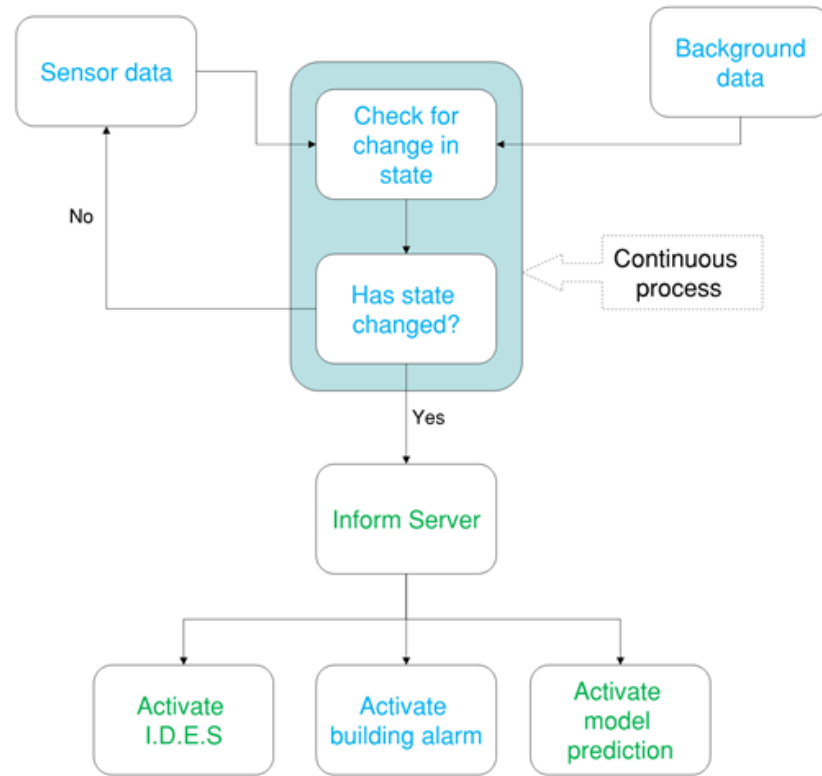 Sensor data
Background
data
Check for
change in
state
No
Continuous
process
Has state
changed?
Yes
Inform Server
Activate
I.D.E.S
Activate
building alarm
Activate
model
prediction